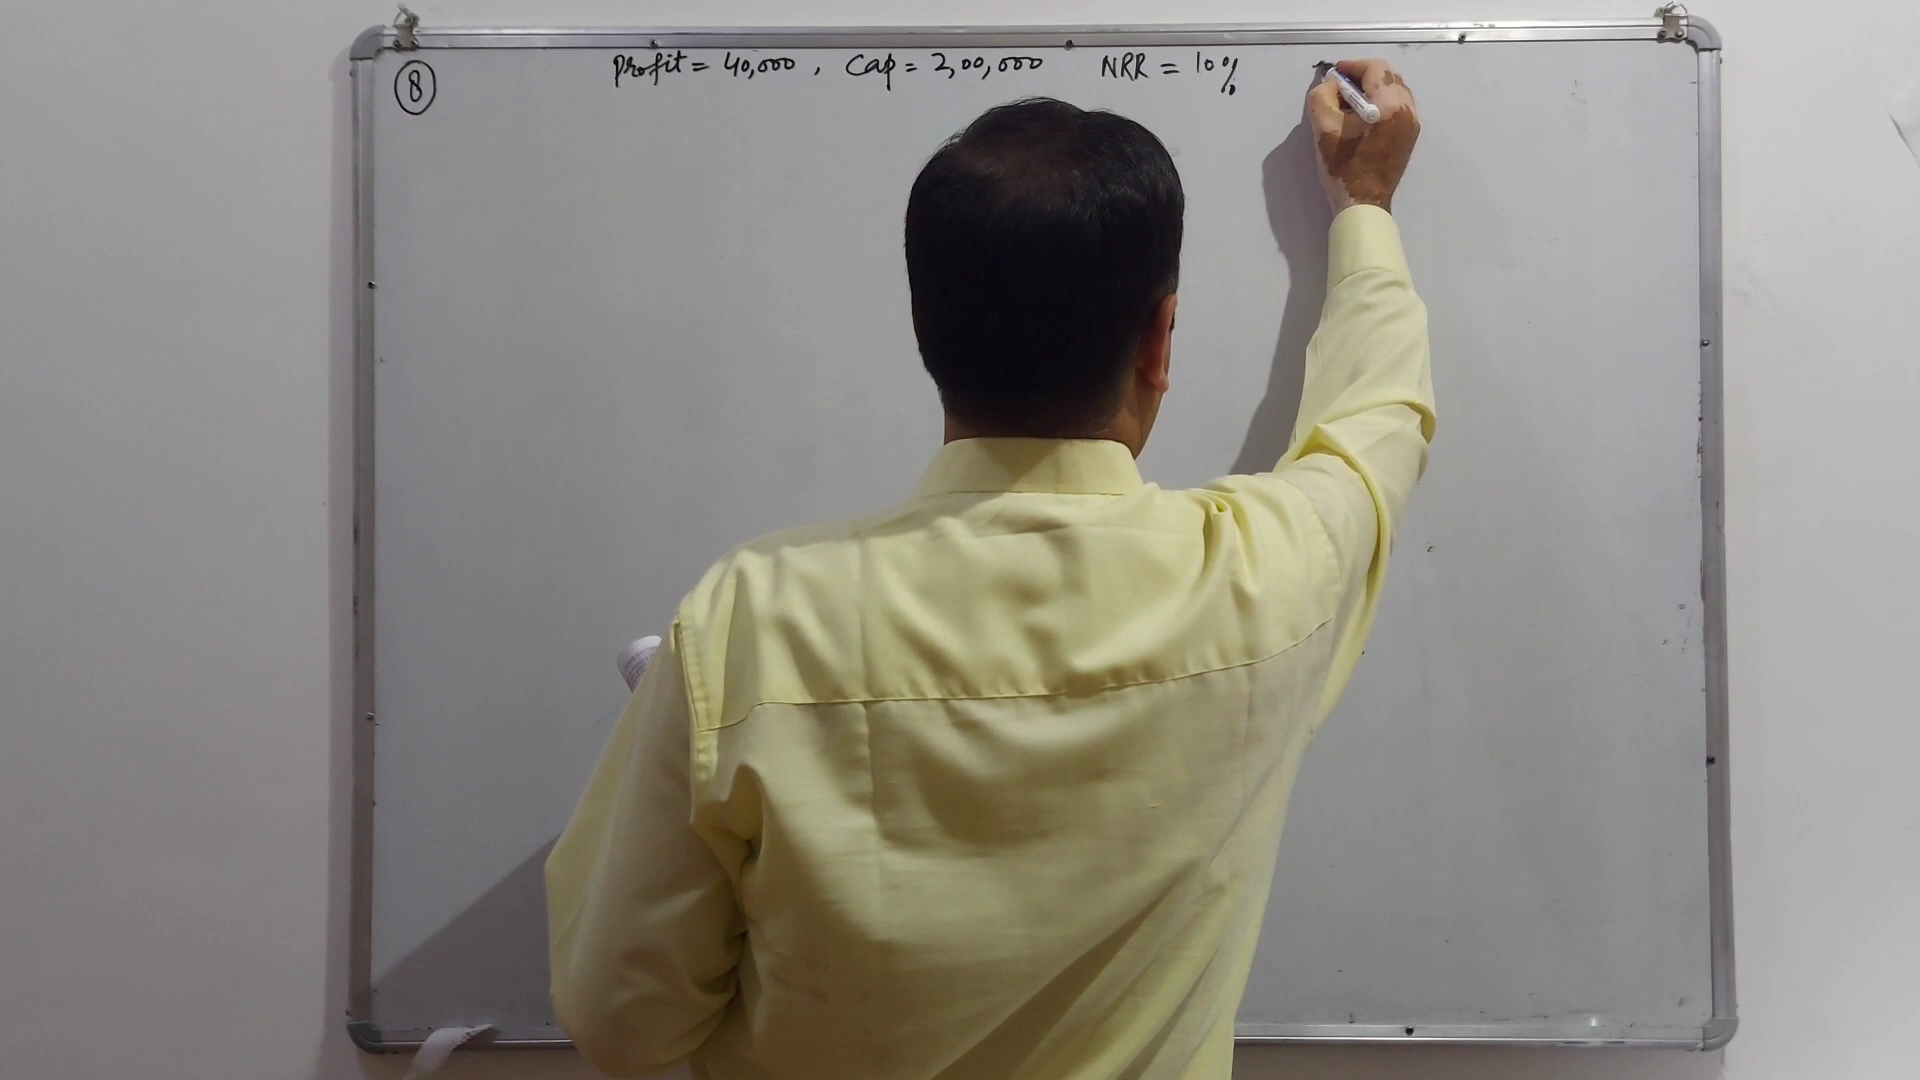 8 Profit = 40,000 , Cap = 2,00,000 NRR = 10%